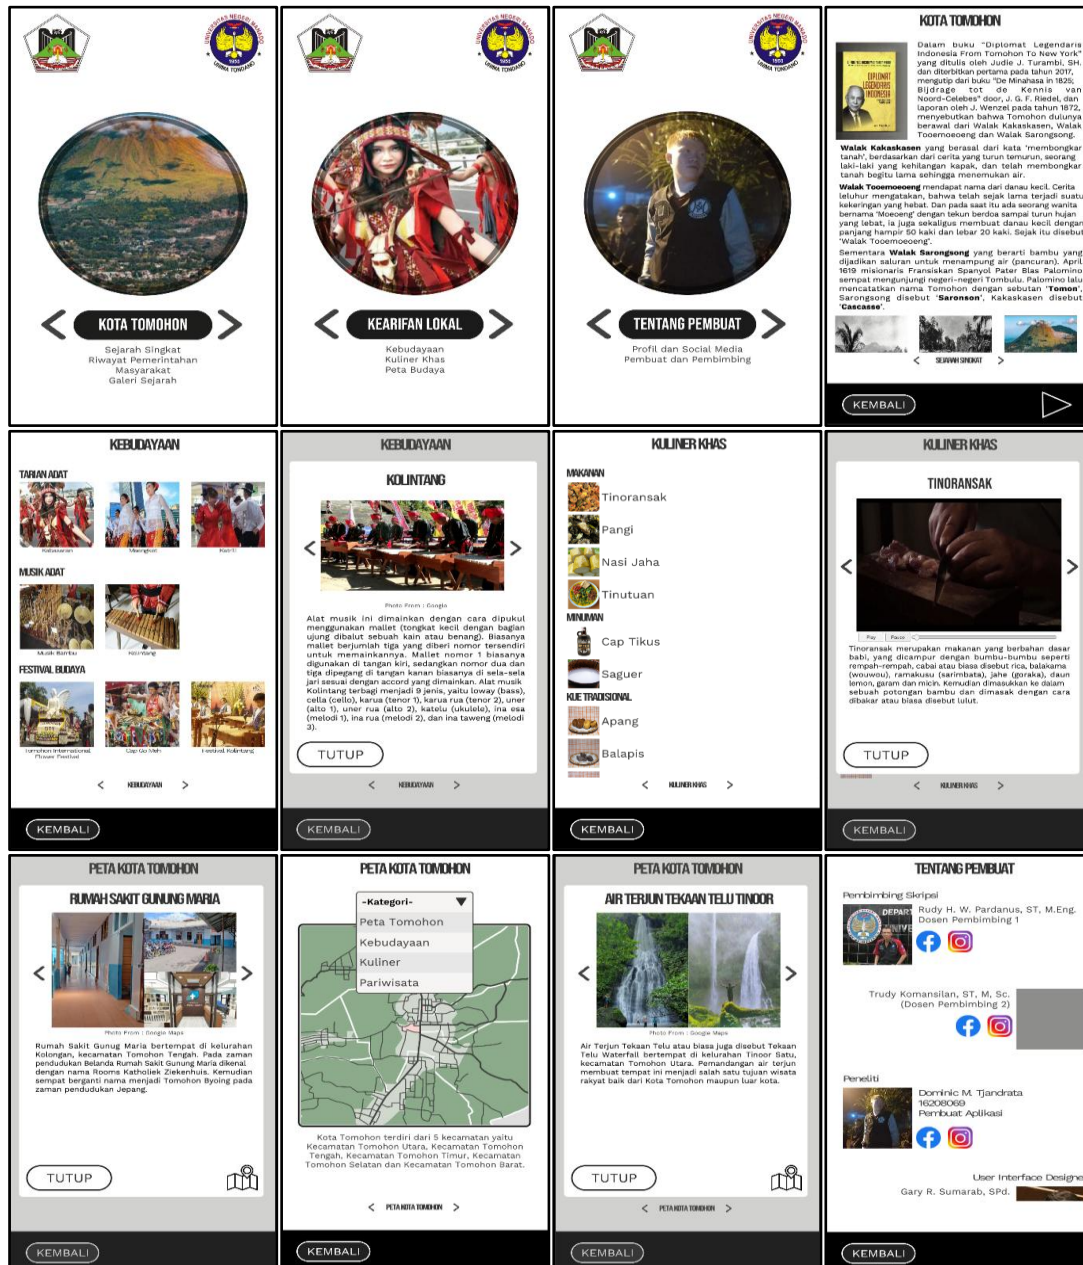 KOTA TOMOHON
Sejarah Singkat
Riwayat Pemerintahan
Masyarakat
Galeri Sejarah
KEARIFAN LOKAL
Kebudayaan
Kuliner Khas
Peta Budaya
TENTANG PEMBUAT
Profil dan Social Media
Pembuat dan Pembimbing
KOTA TOMOHON
DIPLOMAT
LEGENDARIS
INDONESIA
Dalam buku "Diplomat Legendaris
Indonesia From Tomohon To New York"
yang ditulis oleh Judie J. Turambi, SH.
dan diterbitkan pertama pada tahun 2017,
mengutip dari buku "De Minahasa in 1825;
Bijdrage tot de Kennis van
Noord-Celebes" door, J. G. F. Riedel, dan
laporan oleh J. Wenzel pada tahun 1872,
menyebutkan bahwa Tomohon dulunya
berawal dari Walak Kakaskasen, Walak
Tooemoeoeng dan Walak Sarongsong.
Walak Kakaskasen yang berasal dari kata 'membongkar
tanah', berdasarkan dari cerita yang turun temurun, seorang
laki-laki yang kehilangan kapak, dan telah membongkar
tanah begitu lama sehingga menemukan air.
Walak Tooemoeoeng mendapat nama dari danau kecil. Cerita
leluhur mengatakan, bahwa telah sejak lama terjadi suatu
kekeringan yang hebat. Dan pada saat itu ada seorang wanita
bernama 'Moeoeng' dengan tekun berdoa sampai turun hujan
yang lebat, ia juga sekaligus membuat danau kecil dengan
panjang hampir 50 kaki dan lebar 20 kaki. Sejak itu disebut
'Walak Tooemoeoeng'.
Sementara Walak Sarongsong yang berarti bambu yang
dijadikan saluran untuk menampung air (pancuran). April
1619 misionaris Fransiskan Spanyol Pater Blas Palomino
sempat mengunjungi negeri-negeri Tombulu. Palomino lalu
mencatatkan nama Tomohon dengan sebutan 'Tomon',
Sarongsong disebut 'Saronson', Kakaskasen disebut
'Cascasse'.
< SEJARAH SINGKAT >
KEMBALI
KEBUDAYAAN
TARIAN ADAT
Kabasaran
Maengket
Katrili
MUSIK ADAT
Musik Bambu
Kolintang
FESTIVAL BUDAYA
Tomohon International
Flower Festival
Cap Go Meh
Festival Kolintang
< KEBUDAYAAN >
KEMBALI
KEBUDAYAAN
KOLINTANG
Photo From : Google
Alat musik ini dimainkan dengan cara dipukul
menggunakan mallet (tongkat kecil dengan bagian
ujung dibalut sebuah kain atau benang). Biasanya
mallet berjumlah tiga yang diberi nomor tersendiri
untuk memainkannya. Mallet nomor 1 biasanya
digunakan di tangan kiri, sedangkan nomor dua dan
tiga dipegang di tangan kanan biasanya di sela-sela
jari sesuai dengan accord yang dimainkan. Alat musik
Kolintang terbagi menjadi 9 jenis, yaitu loway (bass),
cella (cello), karua (tenor 1), karua rua (tenor 2), uner
(alto 1), uner rua (alto 2), katelu (ukulele), ina esa
(melodi 1), ina rua (melodi 2), dan ina taweng (melodi
3).
TUTUP
< KEBUDAYAAN >
KEMBALI
KULINER KHAS
MAKANAN
Tinoransak
Pangi
Nasi Jaha
Tinutuan
MINUMAN
Cap Tikus
Saguer
KUE TRADISIONAL
Apang
Balapis
< KULINER KHAS >
KEMBALI
KULINER KHAS
TINORANSAK
Play Pause
Tinoransak merupakan makanan yang berbahan dasar
babi, yang dicampur dengan bumbu-bumbu seperti
rempah-rempah, cabai atau biasa disebut rica, balakama
(wouwou), ramakusu (sarimbata), jahe (goraka), daun
lemon, garam dan micin. Kemudian dimasukkan ke dalam
sebuah potongan bambu dan dimasak dengan cara
dibakar atau biasa disebut lulut.
TUTUP
< KULINER KHAS >
KEMBALI
PETA KOTA TOMOHON
RUMAH SAKIT GUNUNG MARIA
Photo From : Google Maps
Rumah Sakit Gunug Maria bertempat di kelurahan
Kolongan, kecamatan Tomohon Tengah. Pada zaman
pendudukan Belanda Rumah Sakit Gunung Maria dikenal
dengan nama Rooms Katholiek Ziekenhuis. Kemudian
sempat berganti nama menjadi Tomohon Byoing pada
zaman pendudukan Jepang.
TUTUP
KEMBALI
PETA KOTA TOMOHON
-Kategori-
Peta Tomohon
Kebudayaan
Kuliner
Pariwisata
Kota Tomohon terdiri dari 5 kecamatan yaitu
Kecamatan Tomohon Utara, Kecamatan Tomohon
Tengah, Kecamatan Tomohon Timur, Kecamatan
Tomohon Selatan dan Kecamatan Tomohon Barat.
< PETA KOTA TOMOHON >
KEMBALI
PETA KOTA TOMOHON
AIR TERJUN TEKAAN TELU TINOOR
Photo From : Google Maps
Air Terjun Tekaan Telu atau biasa juga disebut Tekaan
Telu Waterfall bertempat di kelurahan Tinoor Satu,
kecamatan Tomohon Utara. Pemandangan air terjun
membuat tempat ini menjadi salah satu tujuan wisata
rakyat baik dari Kota Tomohon maupun luar kota.
TUTUP
< PETA KOTA TOMOHON >
KEMBALI
TENTANG PEMBUAT
Pembimbing Skripsi
Rudy H. W. Pardanus, ST, M.Eng.
Dosen Pembimbing 1
Trudy Komansilan, ST, M, Sc.
(Dosen Pembimbing 2)
Peneliti
Dominic M. Tjandrata
16208069
Pembuat Aplikasi
User Interface Designe
Gary R. Sumarab, SPd.
KEMBALI